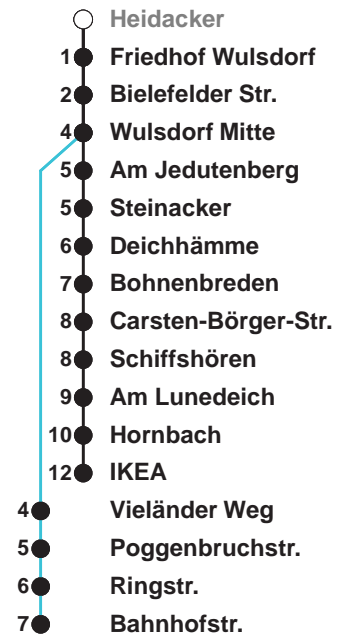 Heidacker
1 Friedhof Wulsdorf
2 Bielefelder Str.
4 Wulsdorf Mitte
5 Am Jedutenberg
5 Steinacker
6 Deichhämme
7 Bohnenbreden
8 Carsten-Börger-Str.
8 Schiffshören
9 Am Lunedeich
10 Hornbach
12 IKEA
4 Vieländer Weg
5 Poggenbruchstr.
6 Ringstr.
7 Bahnhofstr.